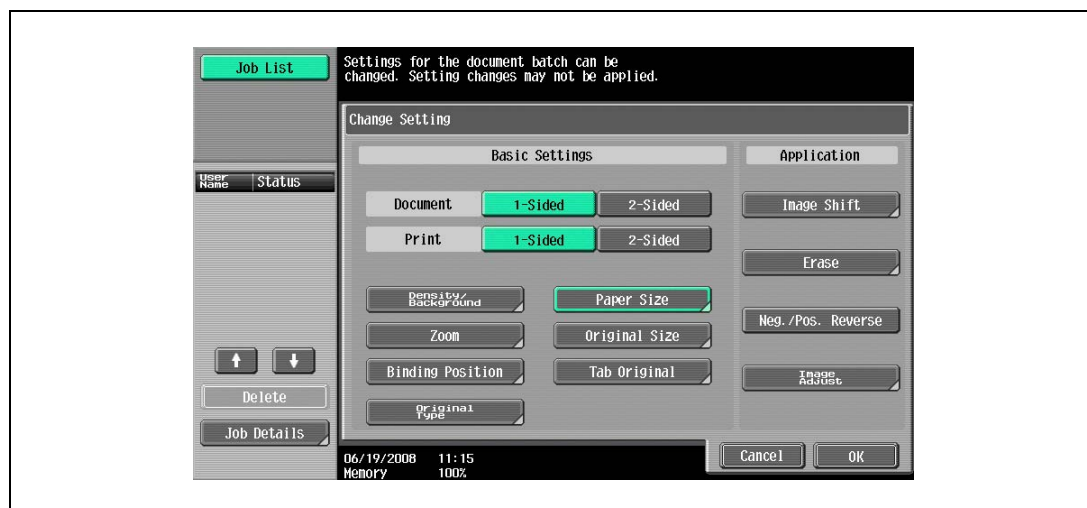 Job List
Settings for the document batch can be
changed. Setting changes may not be applied.
Change Setting
Basic Settings
Application
User
Name
Status
Document
1-Sided
2-Sided
Image Shift
Print
1-Sided
2-Sided
Erase
Density/
Background
Paper Size
Neg./Pos. Reverse
Zoom
Original Size
Binding Position
Tab Original
Image
Adjust
Delete
Original
Type
Job Details
06/19/2008 11:15
Memory 100%
Cancel
OK